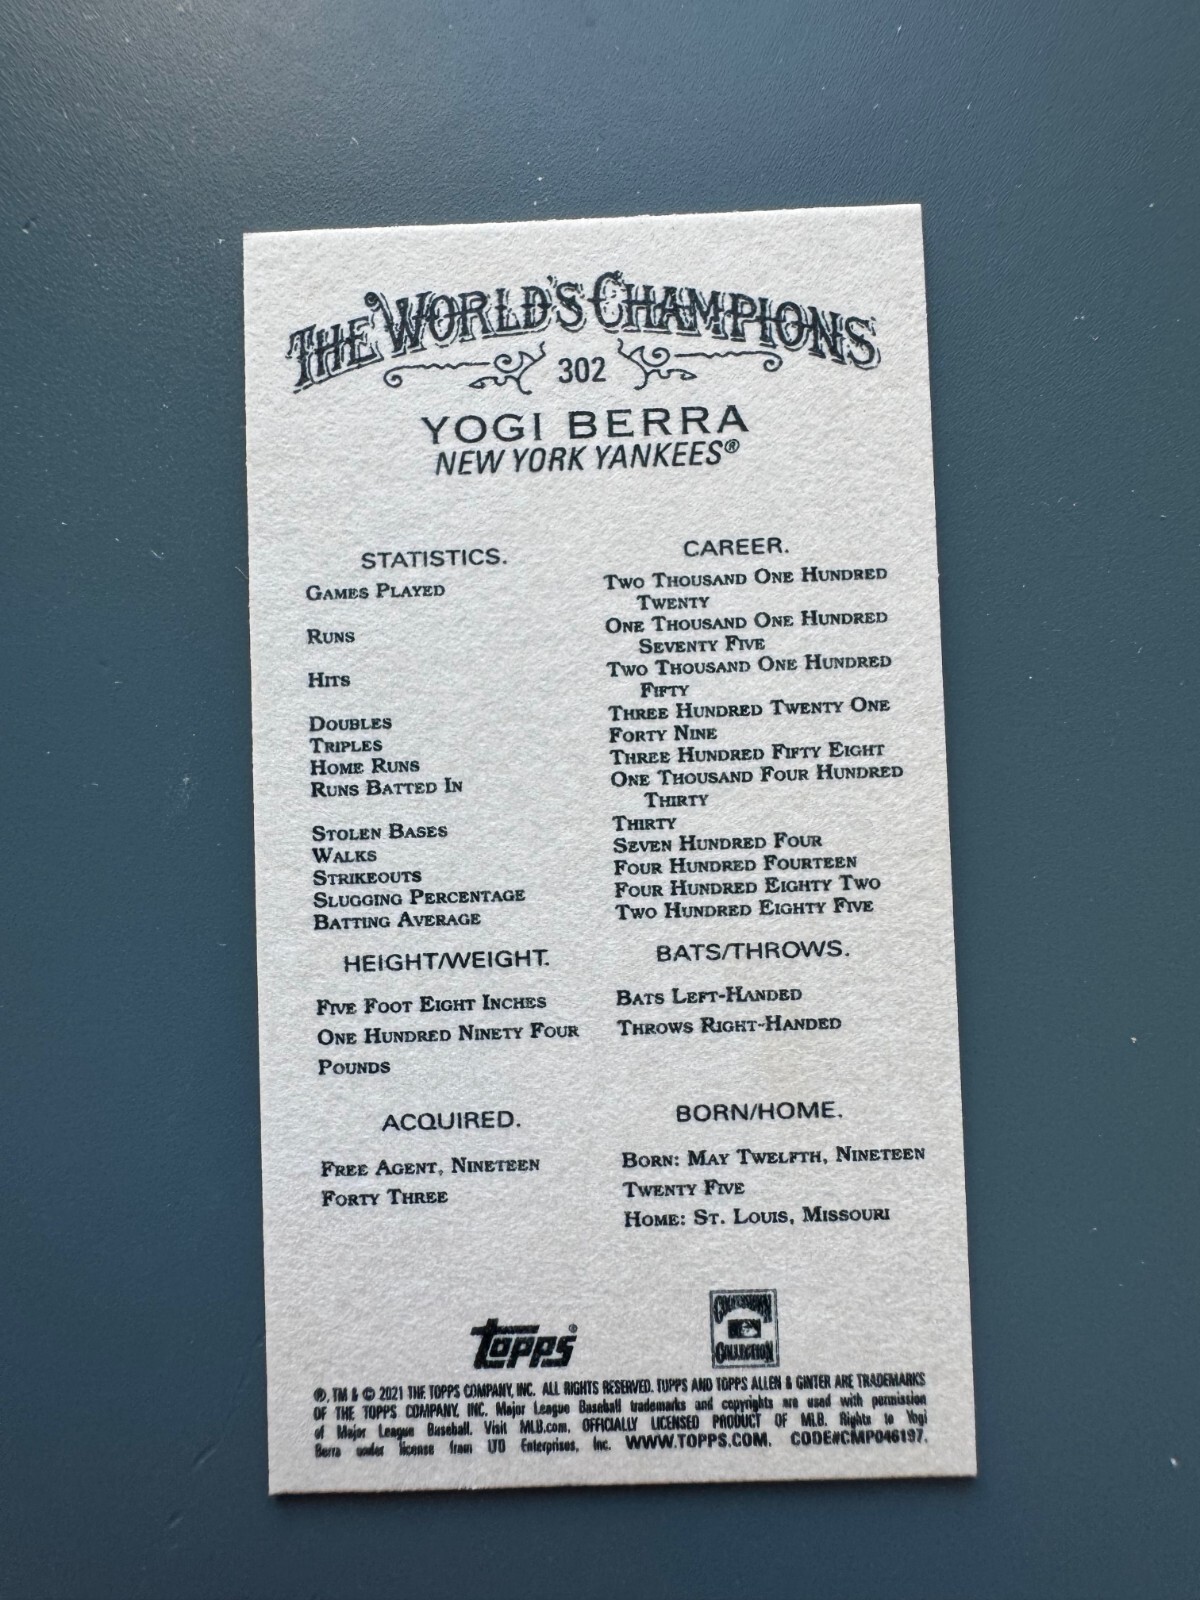 THE WORLD'S CHAMPIONS
302
YOGI BERRA
NEW YORK YANKEES®
STATISTICS.
GAMES PLAYED
RUNS
HITS
DOUBLES
TRIPLES
HOME RUNS
RUNS BATTED IN
STOLEN BASES
WALKS
STRIKEOUTS
SLUGGING PERCENTAGE
BATTING AVERAGE
CAREER.
TWO THOUSAND ONE HUNDRED
TWENTY
ONE THOUSAND ONE HUNDRED
SEVENTY FIVE
TWO THOUSAND ONE HUNDRED
FIFTY
THREE HUNDRED TWENTY ONE
FORTY NINE
THREE HUNDRED FIFTY EIGHT
ONE THOUSAND FOUR HUNDRED
THIRTY
THIRTY
SEVEN HUNDRED FOUR
FOUR HUNDRED FOURTEEN
FOUR HUNDRED EIGHTY TWO
TWO HUNDRED EIGHTY FIVE
HEIGHT/WEIGHT.
FIVE FOOT EIGHT INCHES
ONE HUNDRED NINETY FOUR
POUNDS
BATS/THROWS.
BATS LEFT-HANDED
THROWS RIGHT-HANDED
ACQUIRED.
FREE AGENT, NINETEEN
FORTY THREE
BORN/HOME.
BORN: MAY TWELFTH, NINETEEN
TWENTY FIVE
HOME: ST. LOUIS, MISSOURI
topps®
COOPERSTOWN
COLLECTION
®, TM & © 2021 THE TOPPS COMPANY, INC. ALL RIGHTS RESERVED. TOPPS AND TOPPS ALLEN & GINTER ARE TRADEMARKS
OF THE TOPPS COMPANY, INC. Major League Baseball trademarks and copyrights are used with permission
of Major League Baseball. Visit MLB.com. OFFICIALLY LICENSED PRODUCT OF MLB. Rights to Yogi
Berra under license from LTD Enterprises, Inc. WWW.TOPPS.COM. CODE#CMP046197.